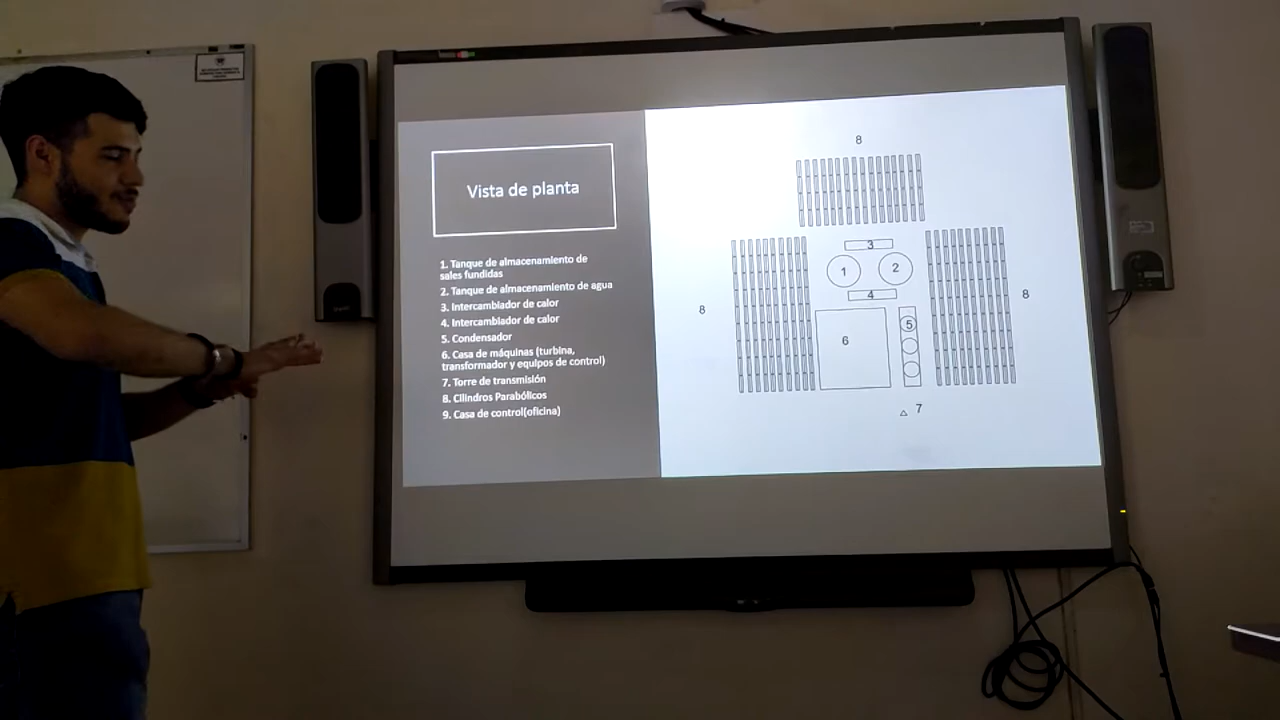 Vista de planta
1. Tanque de almacenamiento de
sales fundidas
2. Tanque de almacenamiento de agua
3. Intercambiador de calor
4. Intercambiador de calor
5. Condensador
6. Casa de máquinas (turbina,
transformador y equipos de control)
7. Torre de transmisión
8. Cilindros Parabólicos
9. Casa de control(oficina)
8
3
1
2
4
8
8
5
6
7